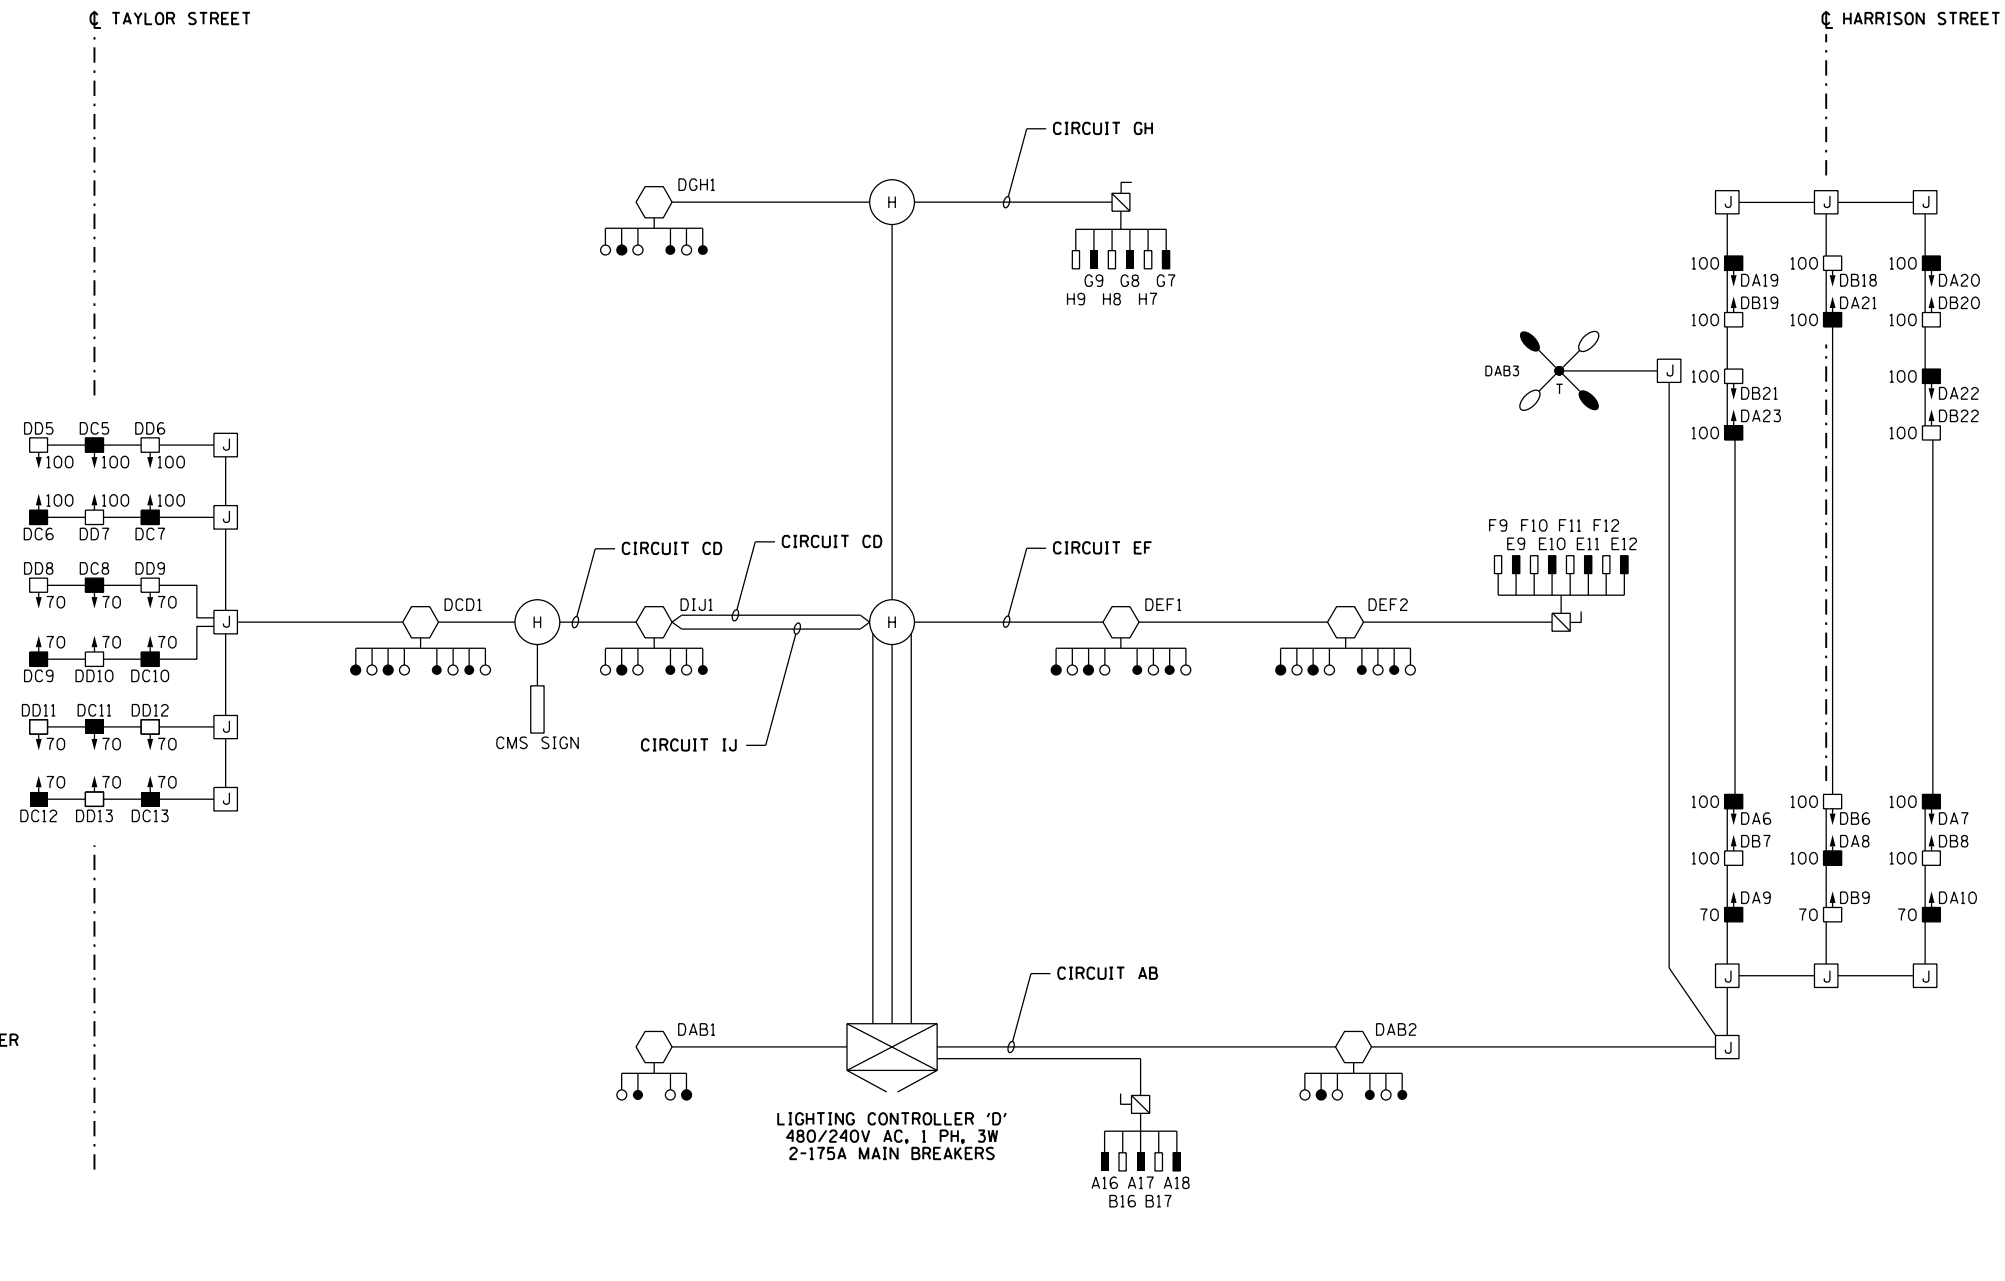 ℄ TAYLOR STREET
℄ HARRISON STREET
CIRCUIT GH
DGH1
H
G9 G8 G7
H9 H8 H7
J J J
100 100 100
DA19 DB18 DA20
DB19 DA21 DB20
100 100 100
DAB3
T
J
100 100
DB21 DA22
DA23 DB22
100 100
DD5 DC5 DD6
J
100 100 100
100 100 100
J
DC6 DD7 DC7
DD8 DC8 DD9
70 70 70
70 70 70
DC9 DD10 DC10
J
DD11 DC11 DD12
J
70 70 70
70 70 70
J
DC12 DD13 DC13
DCD1
H
CIRCUIT CD
CMS SIGN
DIJ1
CIRCUIT CD
CIRCUIT IJ
H
CIRCUIT EF
DEF1
DEF2
F9 F10 F11 F12
E9 E10 E11 E12
100 100 100
DA6 DB6 DA7
DB7 DA8 DB8
100 100 100
DA9 DB9 DA10
70 70 70
J J J
J
CIRCUIT AB
DAB1
DAB2
LIGHTING CONTROLLER 'D'
480/240V AC, 1 PH, 3W
2-175A MAIN BREAKERS
A16 A17 A18
B16 B17
ER